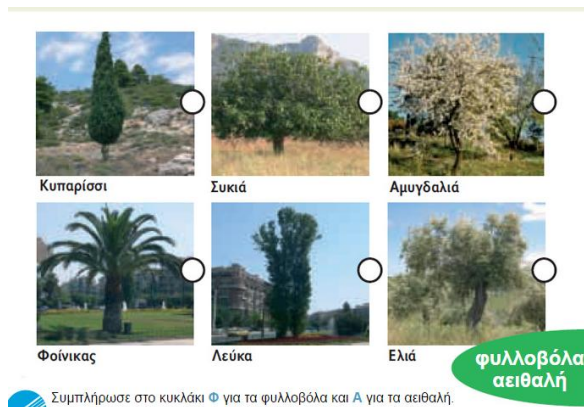 Κυπαρίσσι
Συκιά
Αμυγδαλιά
Φοίνικας
Λεύκα
Ελιά
φυλλοβόλα
αειθαλή
Συμπλήρωσε στο κυκλάκι Φ για τα φυλλοβόλα και Α για τα αειθαλή.